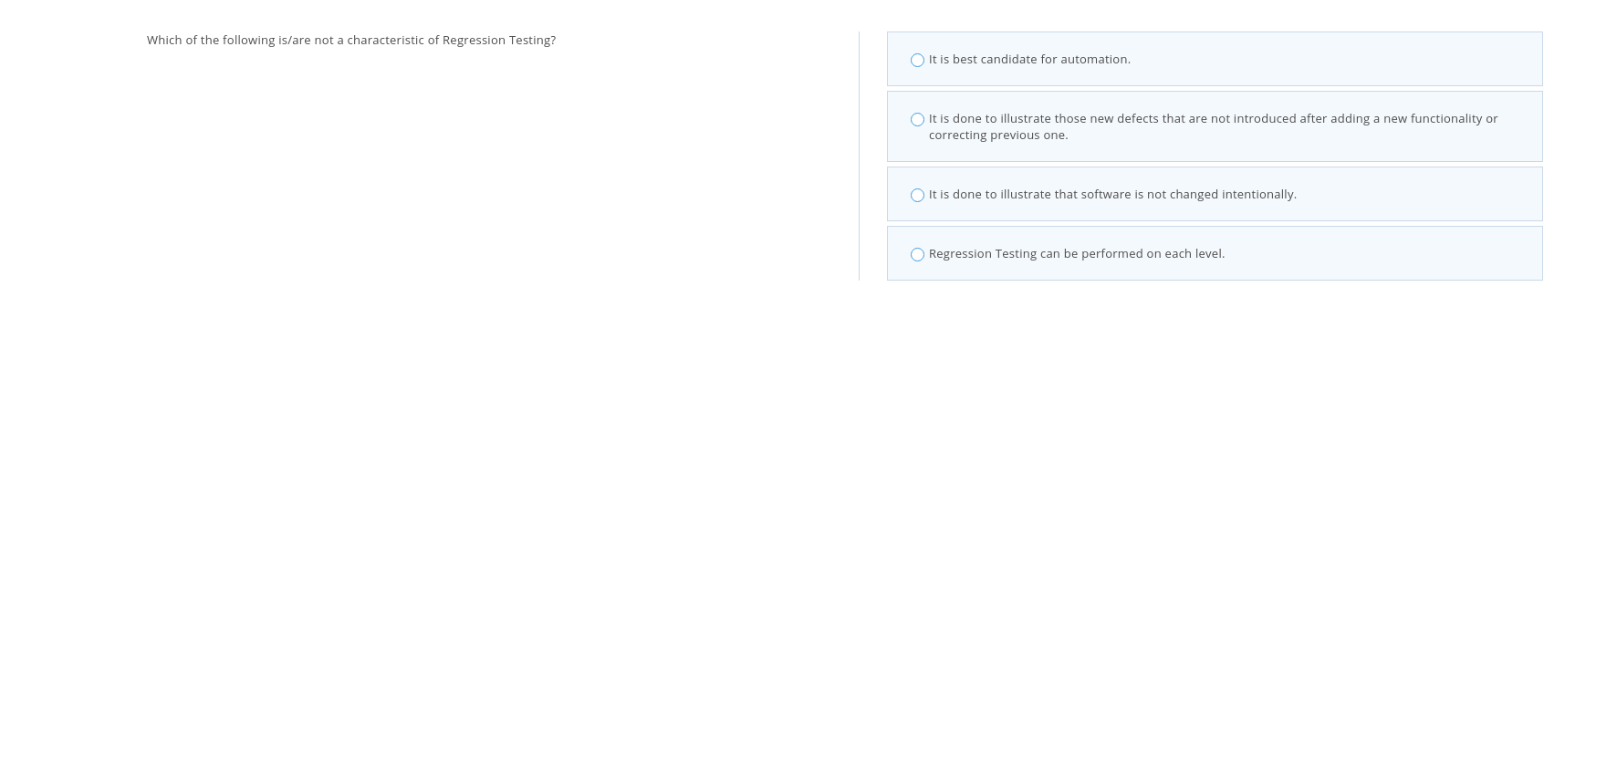 Which of the following is/are not a characteristic of Regression Testing?
It is best candidate for automation.
It is done to illustrate those new defects that are not introduced after adding a new functionality or
correcting previous one.
It is done to illustrate that software is not changed intentionally.
Regression Testing can be performed on each level.